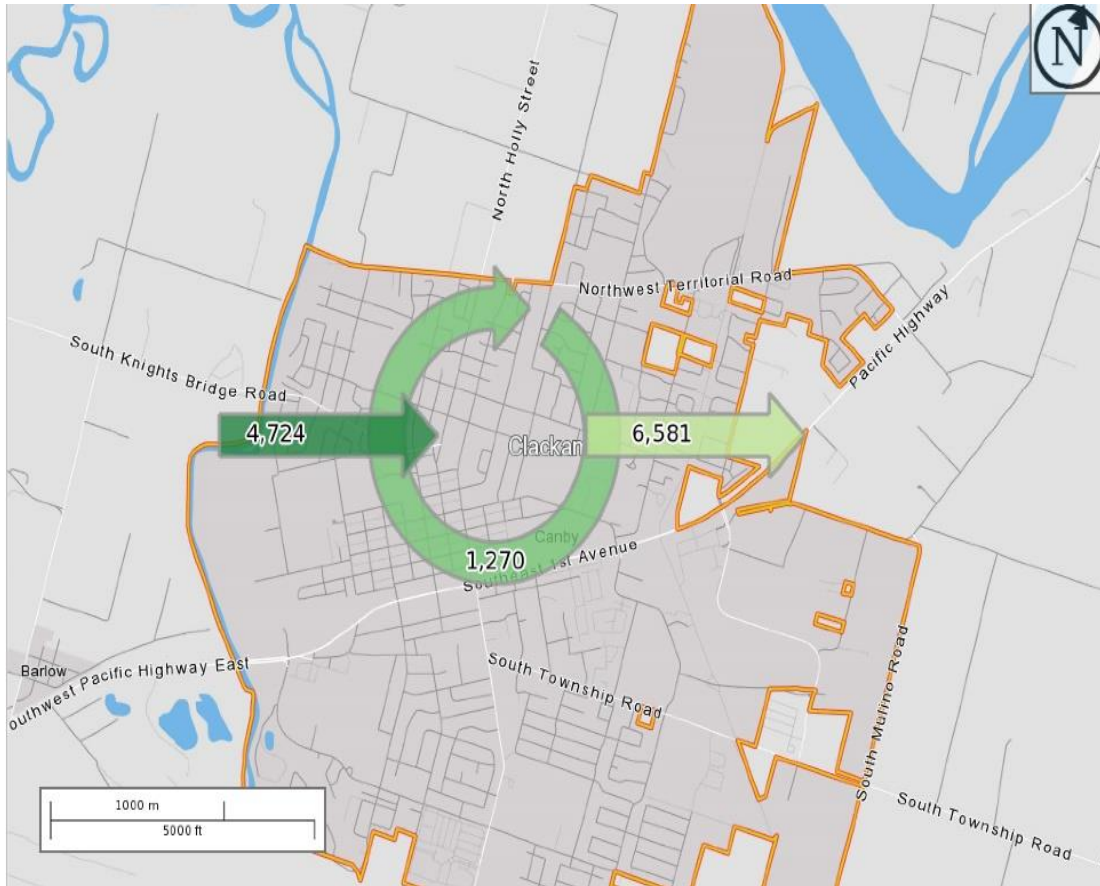 N
North Holly Street
Northwest Territorial Road
Pacific Highway
South Knights Bridge Road
4,724
Clackan
6,581
Canby
1,270
Southeast 1st Avenue
Barlow
outhwest Pacific Highway East
South Township Road
South Mulino Road
South Township Road
1000 m
5000 ft